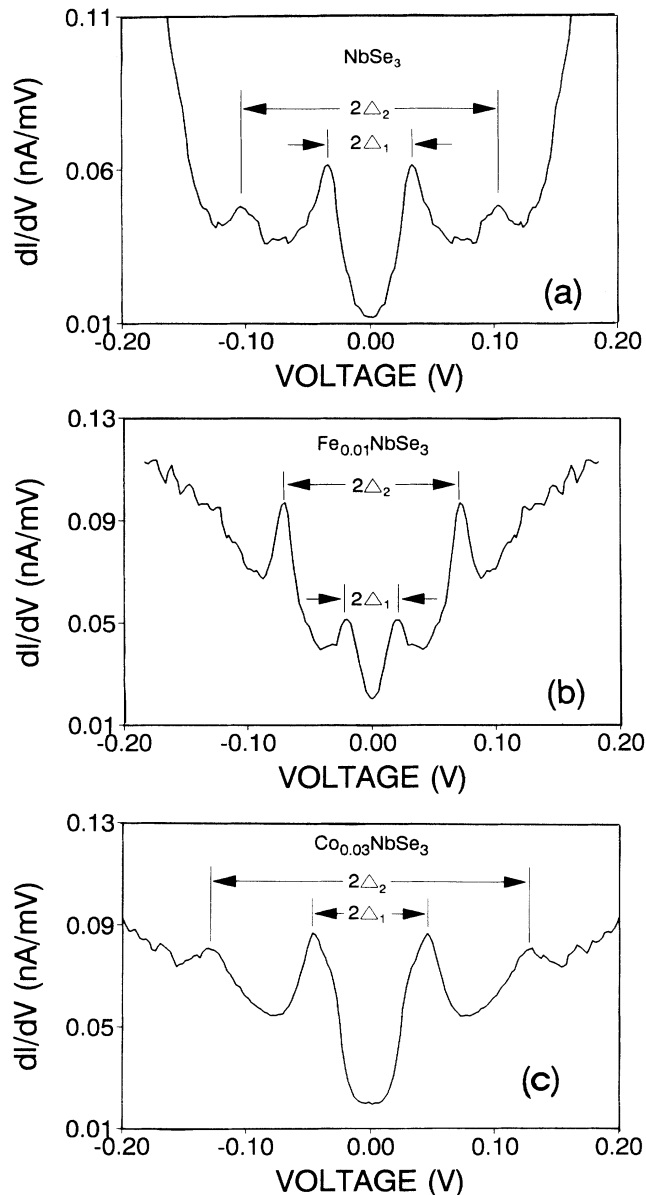 0.11
NbSe3
2△2
2△1
0.06
dI/dV (nA/mV)
(a)
0.01
-0.20 -0.10 0.00 0.10 0.20
VOLTAGE (V)
0.13
Fe0.01NbSe3
2△2
0.09
dI/dV (nA/mV)
2△1
0.05
(b)
0.01
-0.20 -0.10 0.00 0.10 0.20
VOLTAGE (V)
0.13
Co0.03NbSe3
2△2
2△1
0.09
dI/dV (nA/mV)
0.05
(c)
0.01
-0.20 -0.10 0.00 0.10 0.20
VOLTAGE (V)